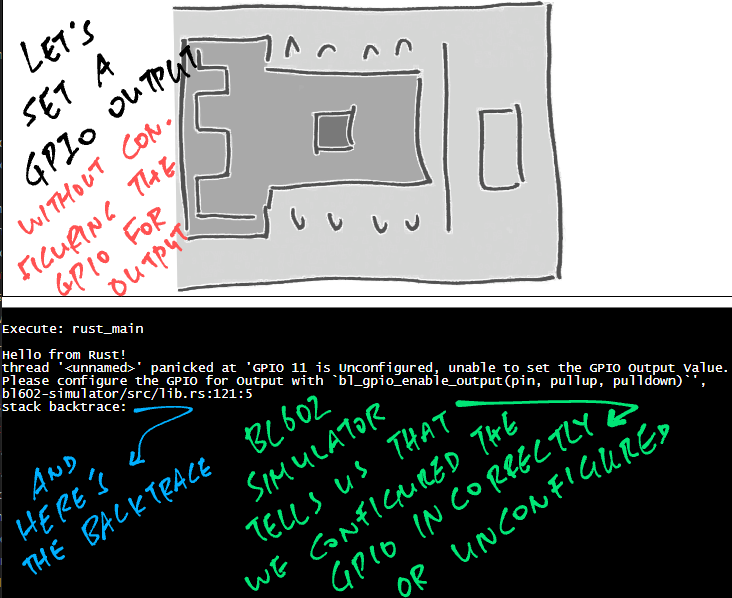 LET'S
SET A
GPIO OUTPUT
WITHOUT CON-
FIGURING THE
GPIO FOR
OUTPUT
Execute: rust_main
Hello from Rust!
thread '<unnamed>' panicked at 'GPIO 11 is Unconfigured, unable to set the GPIO Output Value.
Please configure the GPIO for Output with `bl_gpio_enable_output(pin, pullup, pulldown)`',
bl602-simulator/src/lib.rs:121:5
stack backtrace:
AND
HERE'S
THE BACKTRACE
BL602
SIMULATOR
TELLS US THAT
WE CONFIGURED THE
GPIO INCORRECTLY
OR UNCONFIGURED